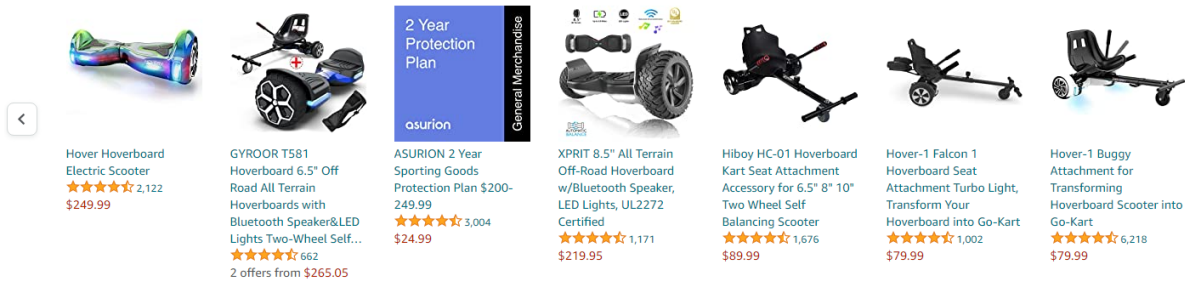 2 Year
Protection
Plan
asurion
General Merchandise
AUTOMATIC
BALANCE
Hover Hoverboard
Electric Scooter
2,122
$249.99
GYROOR T581
Hoverboard 6.5" Off
Road All Terrain
Hoverboards with
Bluetooth Speaker&LED
Lights Two-Wheel Self...
662
2 offers from $265.05
ASURION 2 Year
Sporting Goods
Protection Plan $200-
249.99
3,004
$24.99
XPRIT 8.5'' All Terrain
Off-Road Hoverboard
w/Bluetooth Speaker,
LED Lights, UL2272
Certified
1,171
$219.95
Hiboy HC-01 Hoverboard
Kart Seat Attachment
Accessory for 6.5" 8" 10"
Two Wheel Self
Balancing Scooter
1,676
$89.99
Hover-1 Falcon 1
Hoverboard Seat
Attachment Turbo Light,
Transform Your
Hoverboard into Go-Kart
1,002
$79.99
Hover-1 Buggy
Attachment for
Transforming
Hoverboard Scooter into
Go-Kart
6,218
$79.99